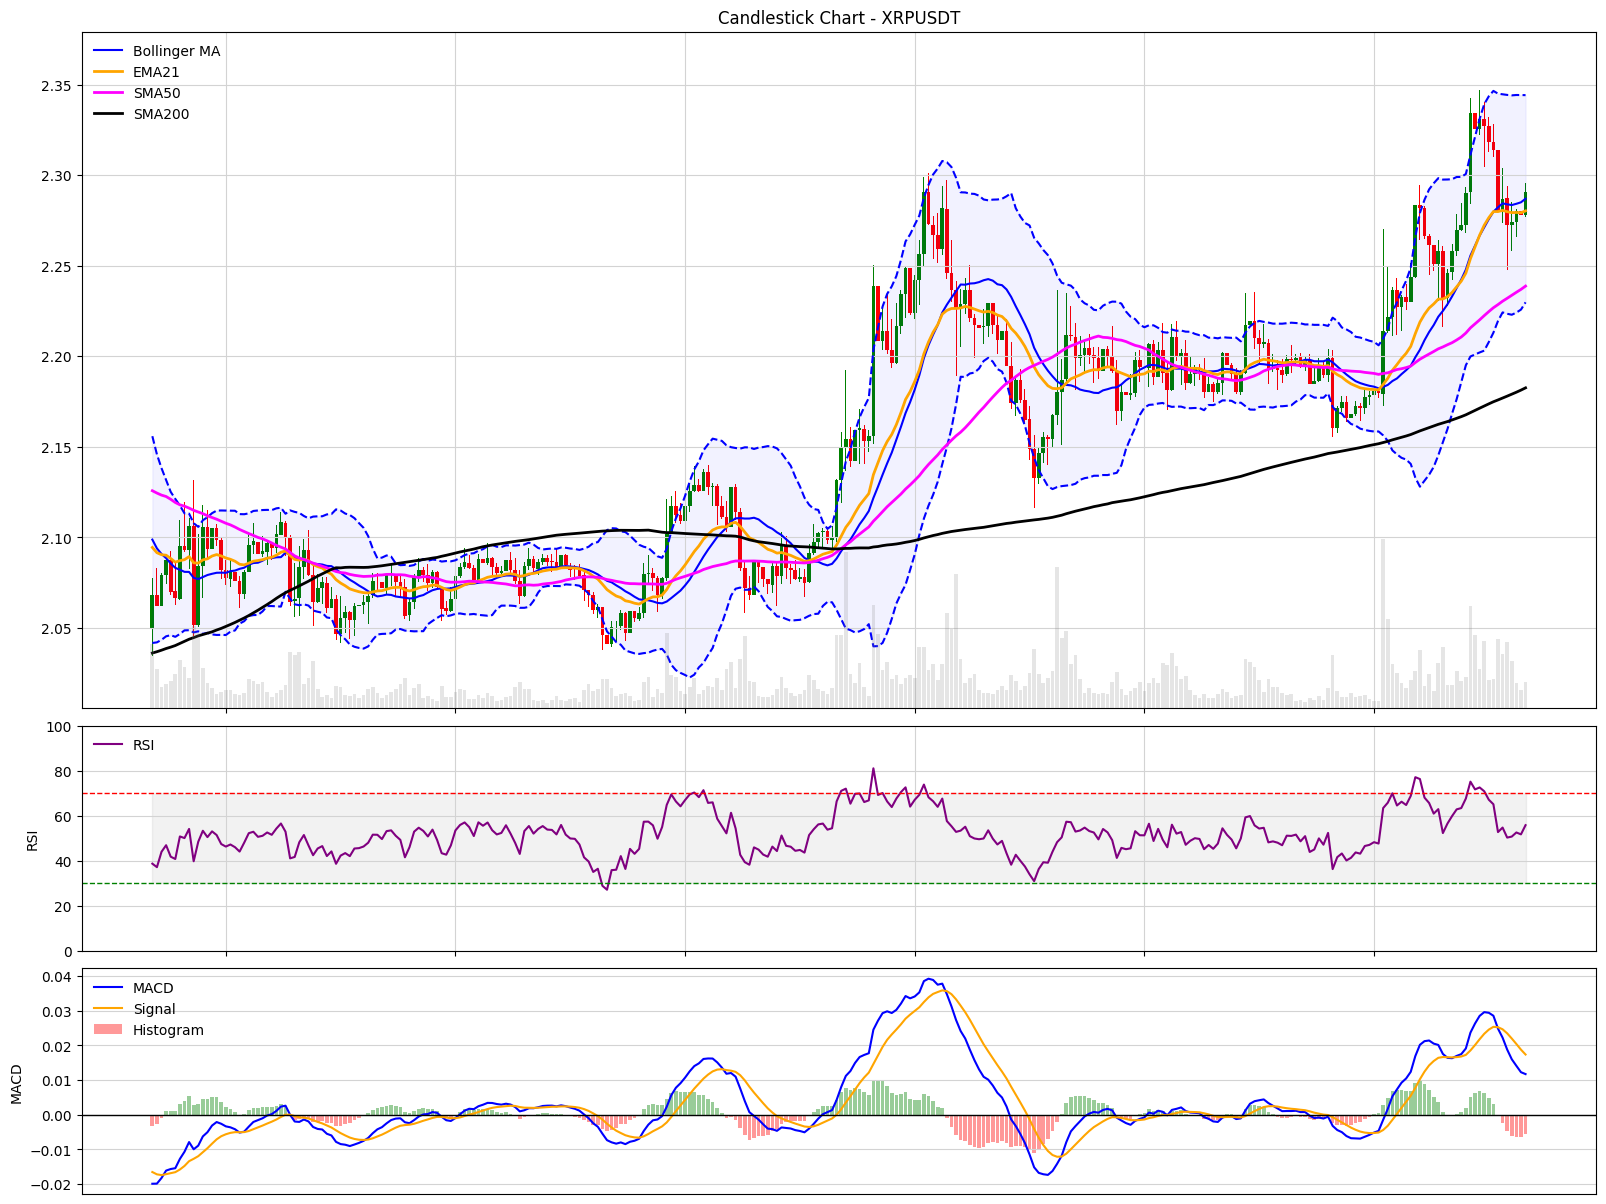 Candlestick Chart - XRPUSDT
Bollinger MA
EMA21
SMA50
SMA200
2.35
2.30
2.25
2.20
2.15
2.10
2.05
RSI
100
80
60
40
20
0
RSI
MACD
Signal
Histogram
0.04
0.03
0.02
0.01
0.00
−0.01
−0.02
MACD